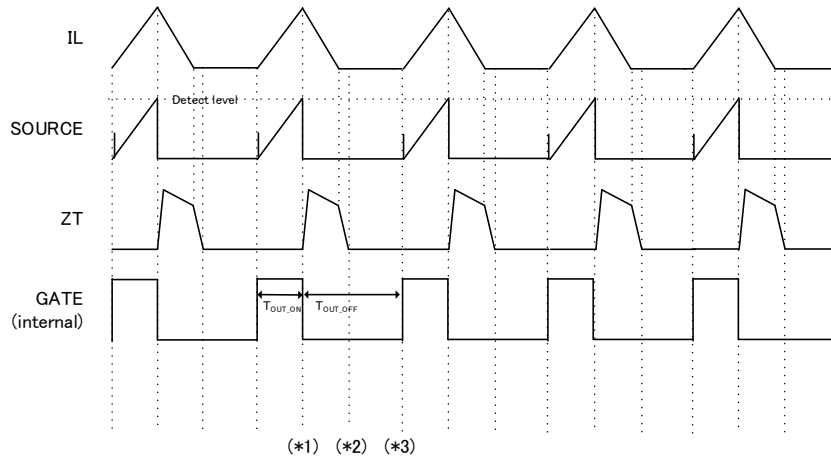 IL
Detect level
SOURCE
ZT
GATE
(internal)
TOUT_ON
TOUT_OFF
(*1) (*2) (*3)